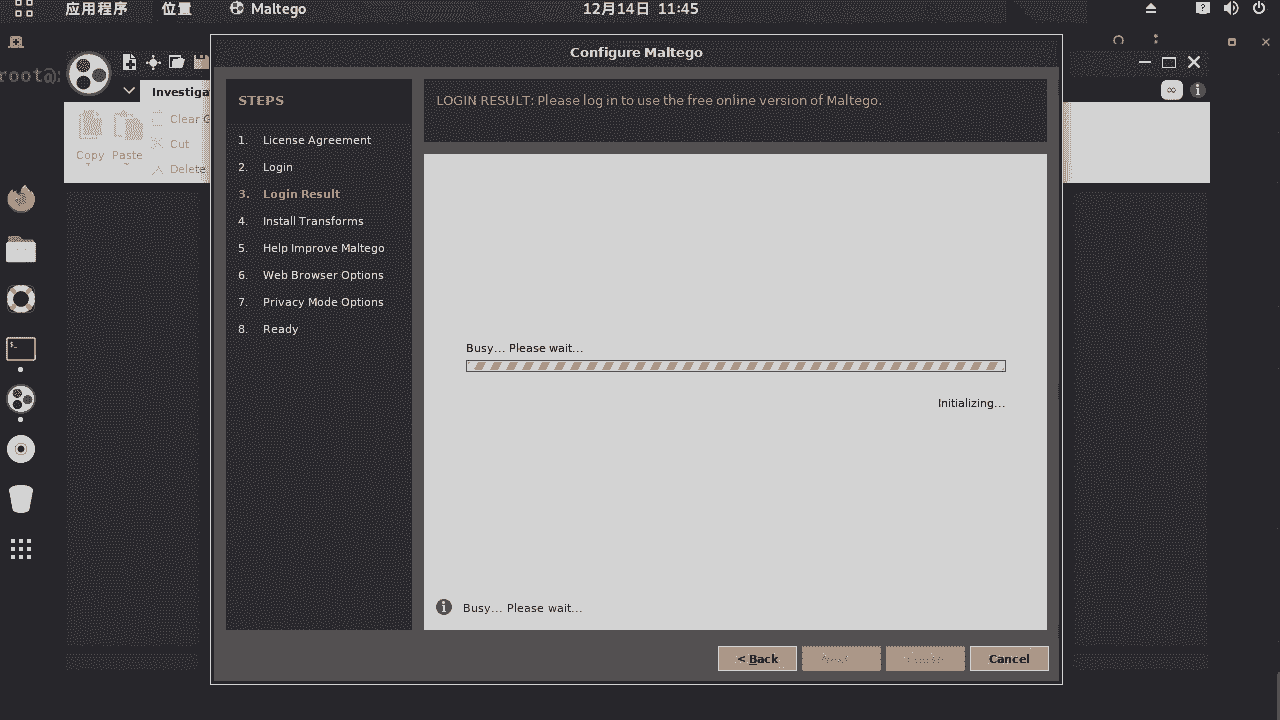 应用程序 位置 Maltego 12月14日 11:45
Configure Maltego
root@
Investiga
Copy Paste
Clear G
Cut
Delete
STEPS
1. License Agreement
2. Login
3. Login Result
4. Install Transforms
5. Help Improve Maltego
6. Web Browser Options
7. Privacy Mode Options
8. Ready
LOGIN RESULT: Please log in to use the free online version of Maltego.
Busy... Please wait...
Initializing...
Busy... Please wait...
< Back Cancel